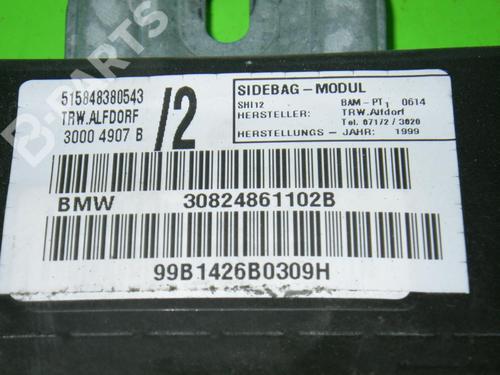 515848380543
TRW.ALFDORF
3000 4907 B
/2
SIDEBAG - MODUL
SHI12 BAM - PT1 0614
HERSTELLER: TRW.Alfdorf
Tel. 07172 / 3020
HERSTELLUNGS - JAHR: 1999
BMW 30824861102B
99B1426B0309H
B-PARTS